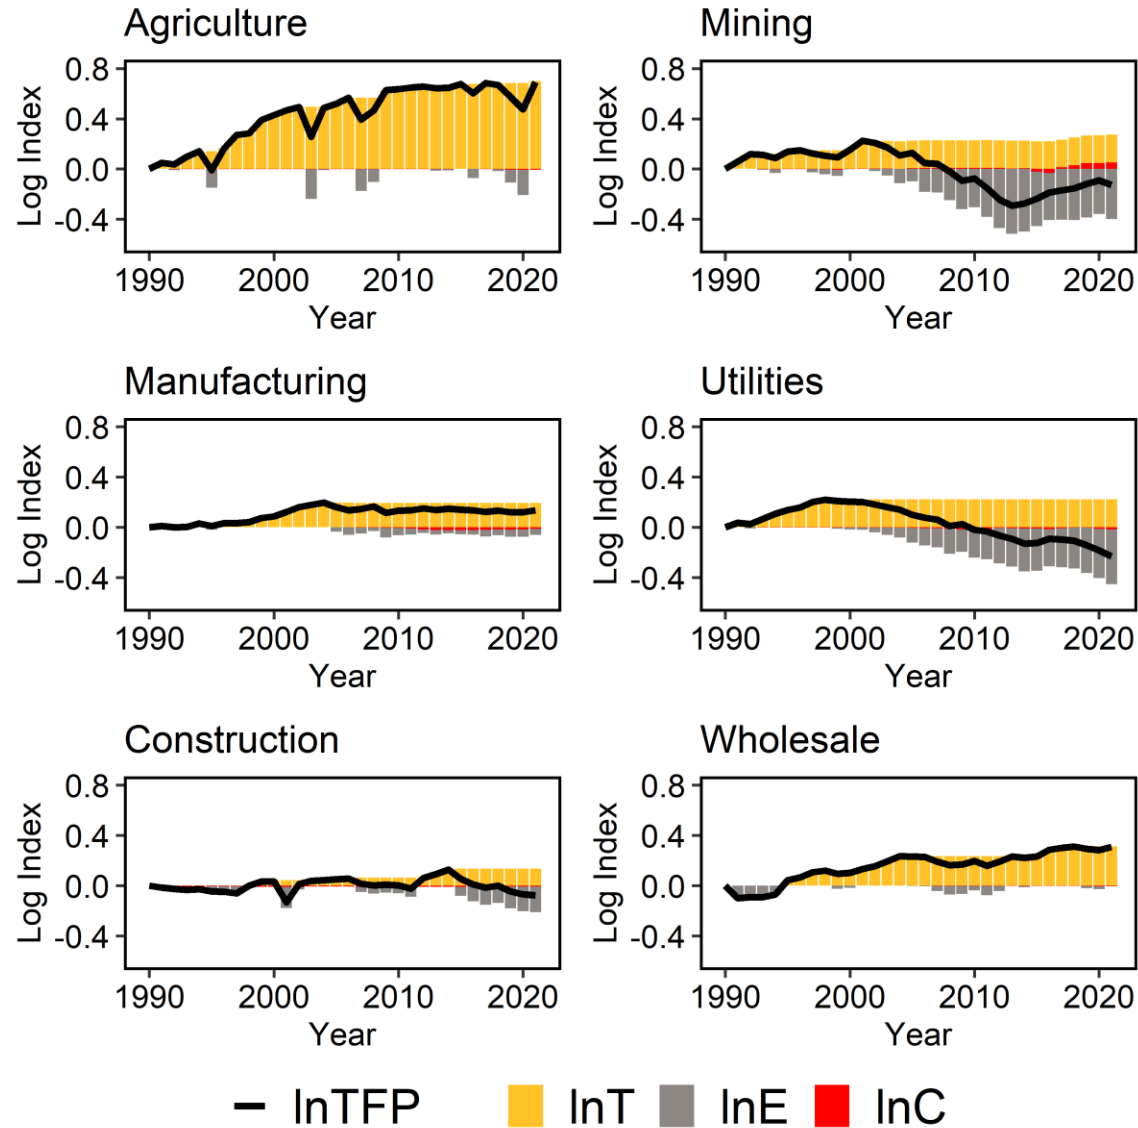 Agriculture
Log Index
0.8
0.4
0.0
-0.4
1990 2000 2010 2020
Year
Mining
Log Index
0.8
0.4
0.0
-0.4
1990 2000 2010 2020
Year
Manufacturing
Log Index
0.8
0.4
0.0
-0.4
1990 2000 2010 2020
Year
Utilities
Log Index
0.8
0.4
0.0
-0.4
1990 2000 2010 2020
Year
Construction
Log Index
0.8
0.4
0.0
-0.4
1990 2000 2010 2020
Year
Wholesale
Log Index
0.8
0.4
0.0
-0.4
1990 2000 2010 2020
Year
lnTFP lnT lnE lnC